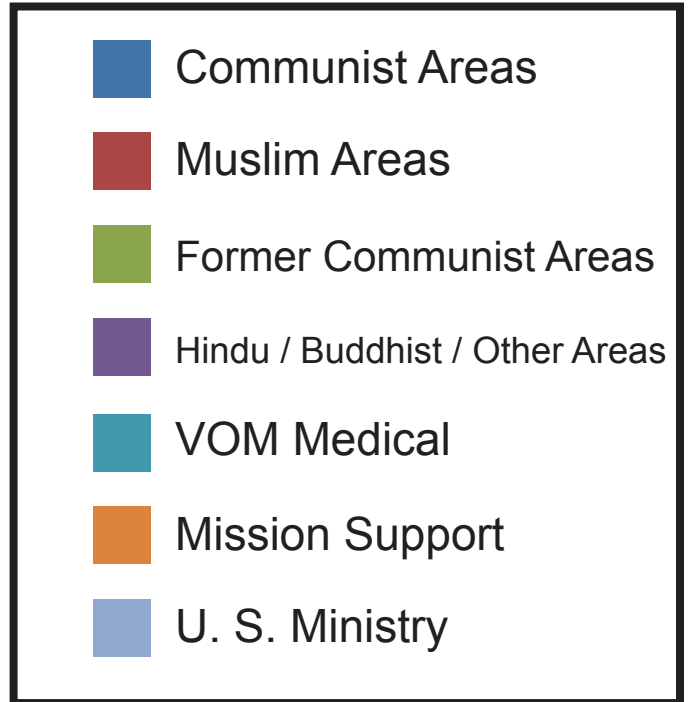 Communist Areas
Muslim Areas
Former Communist Areas
Hindu / Buddhist / Other Areas
VOM Medical
Mission Support
U. S. Ministry